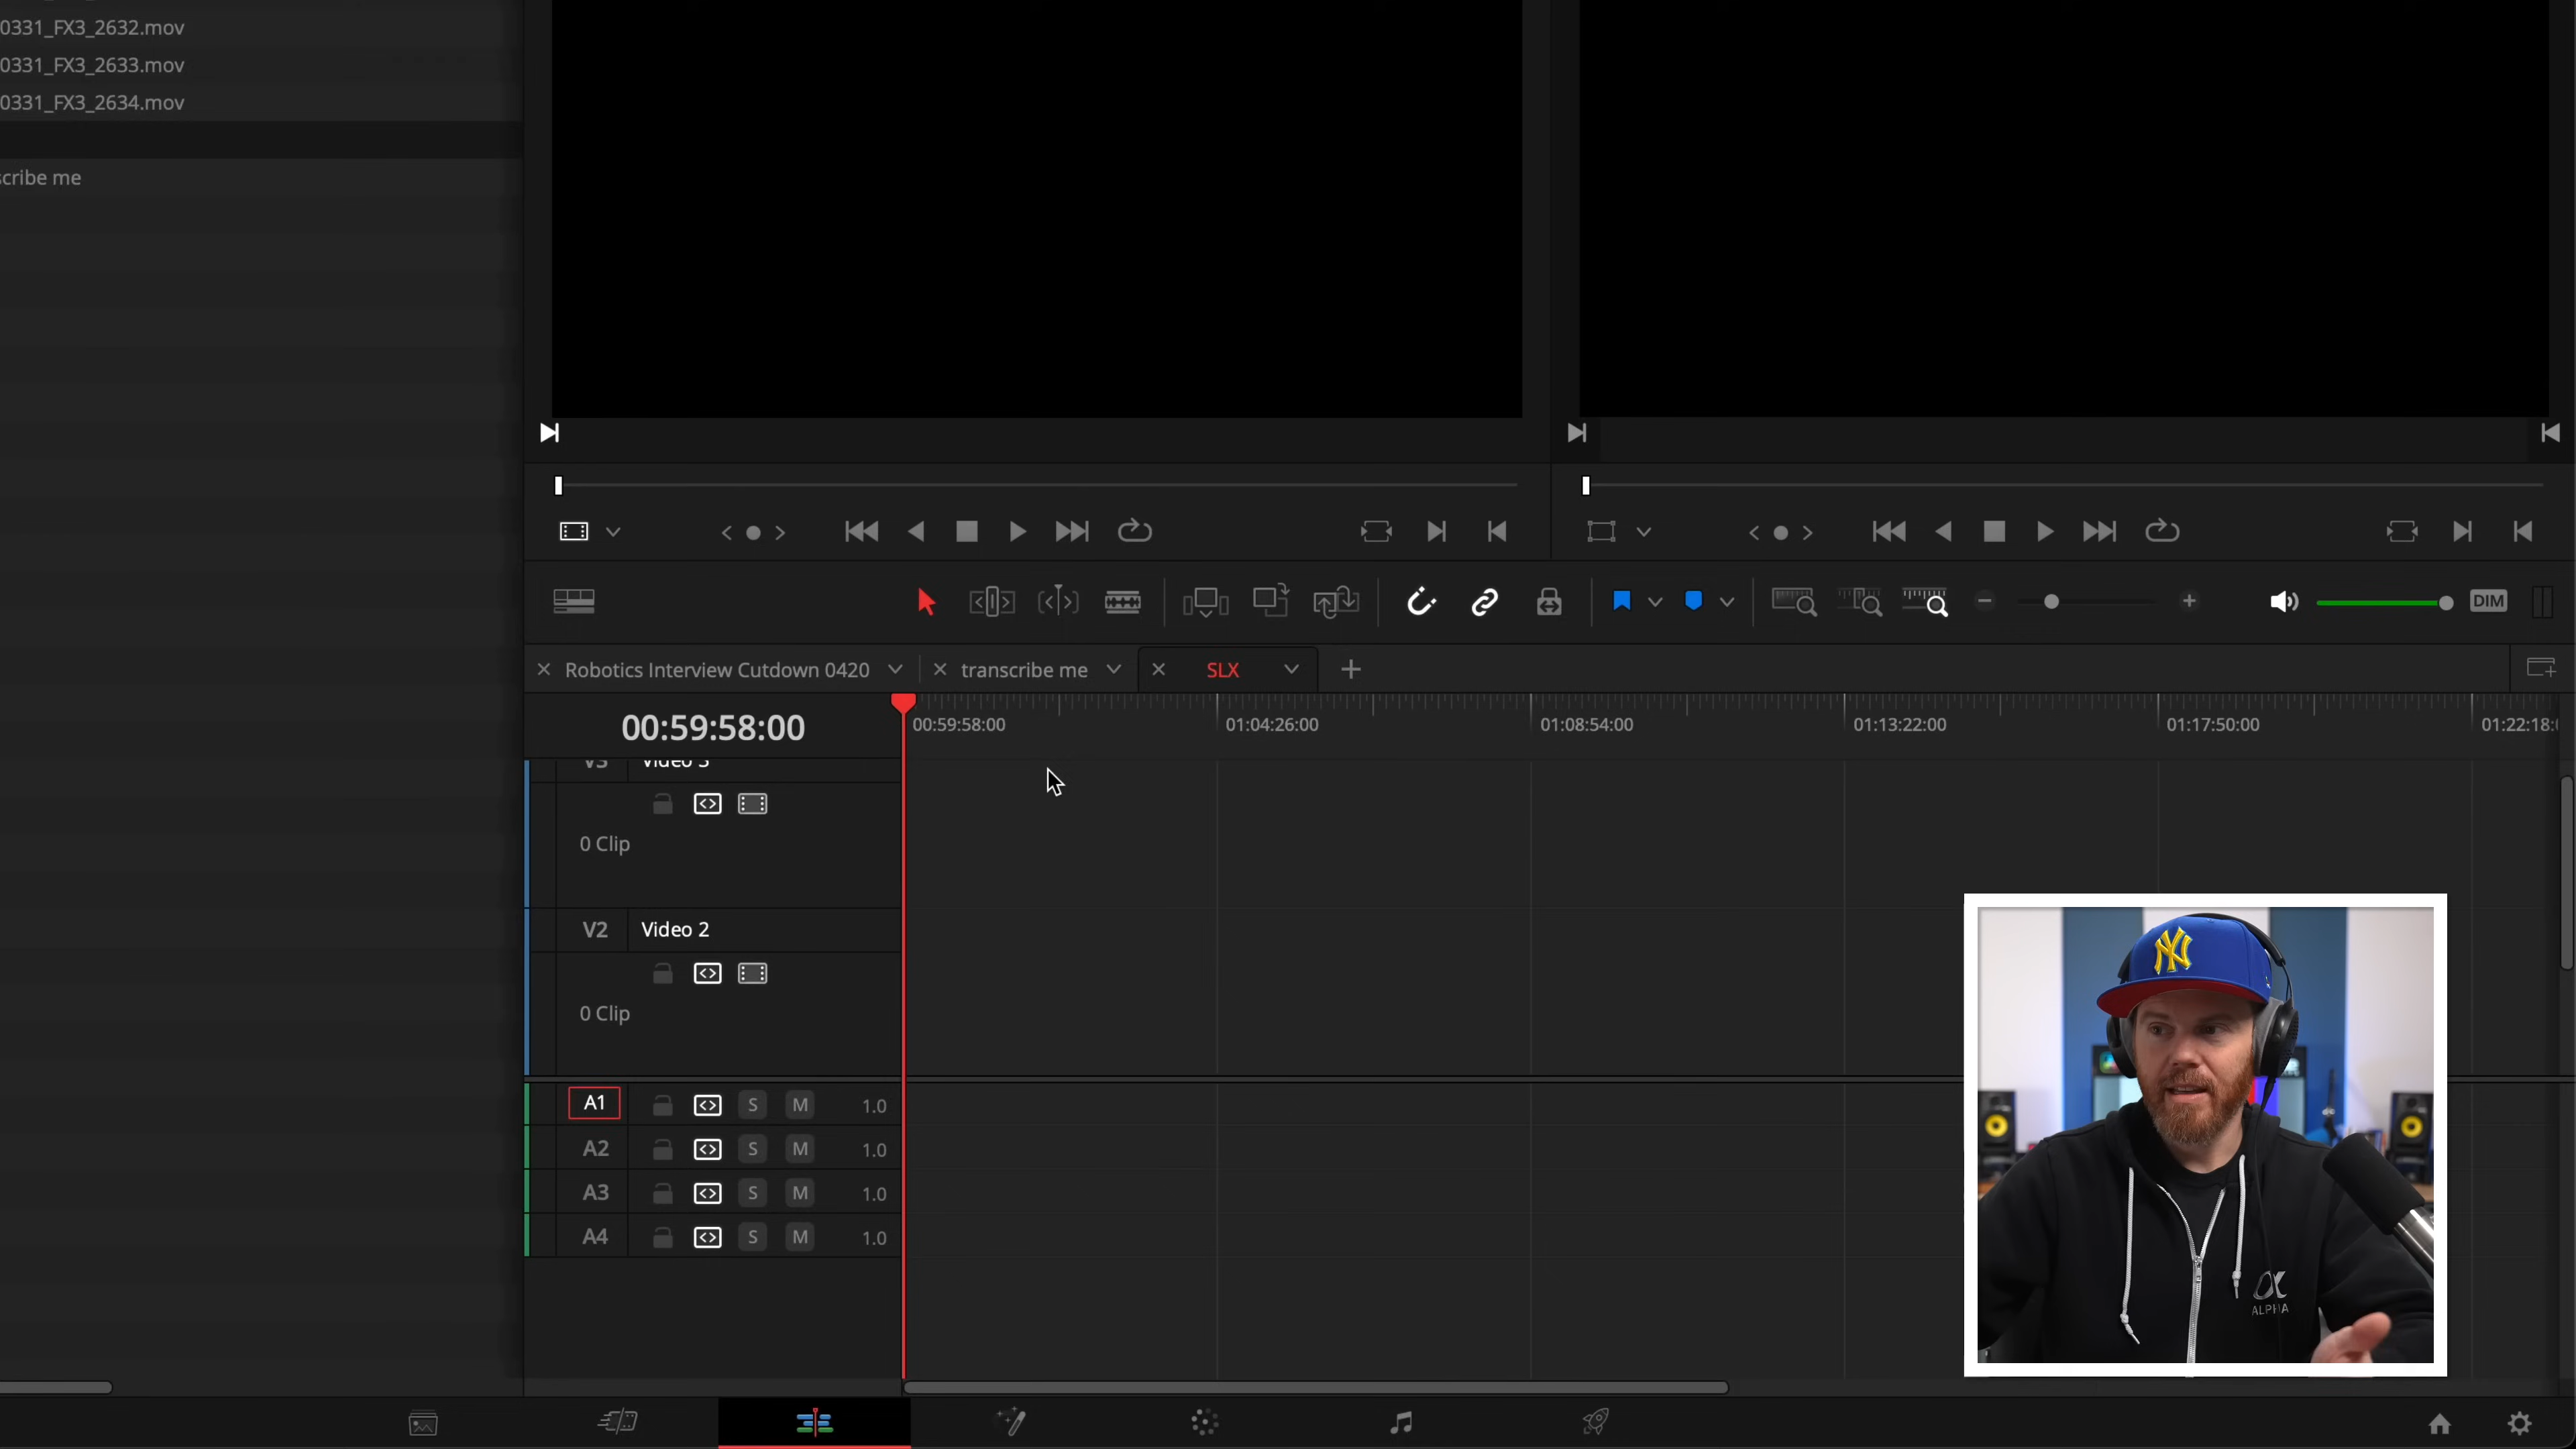 0331_FX3_2632.mov
0331_FX3_2633.mov
0331_FX3_2634.mov
cribe me
DIM
Robotics Interview Cutdown 0420
transcribe me
SLX
00:59:58:00
00:59:58:00
01:04:26:00
01:08:54:00
01:13:22:00
01:17:50:00
01:22:18:
V3 Video 3
0 Clip
V2 Video 2
0 Clip
A1 S M 1.0
A2 S M 1.0
A3 S M 1.0
A4 S M 1.0
NY
ALPHA